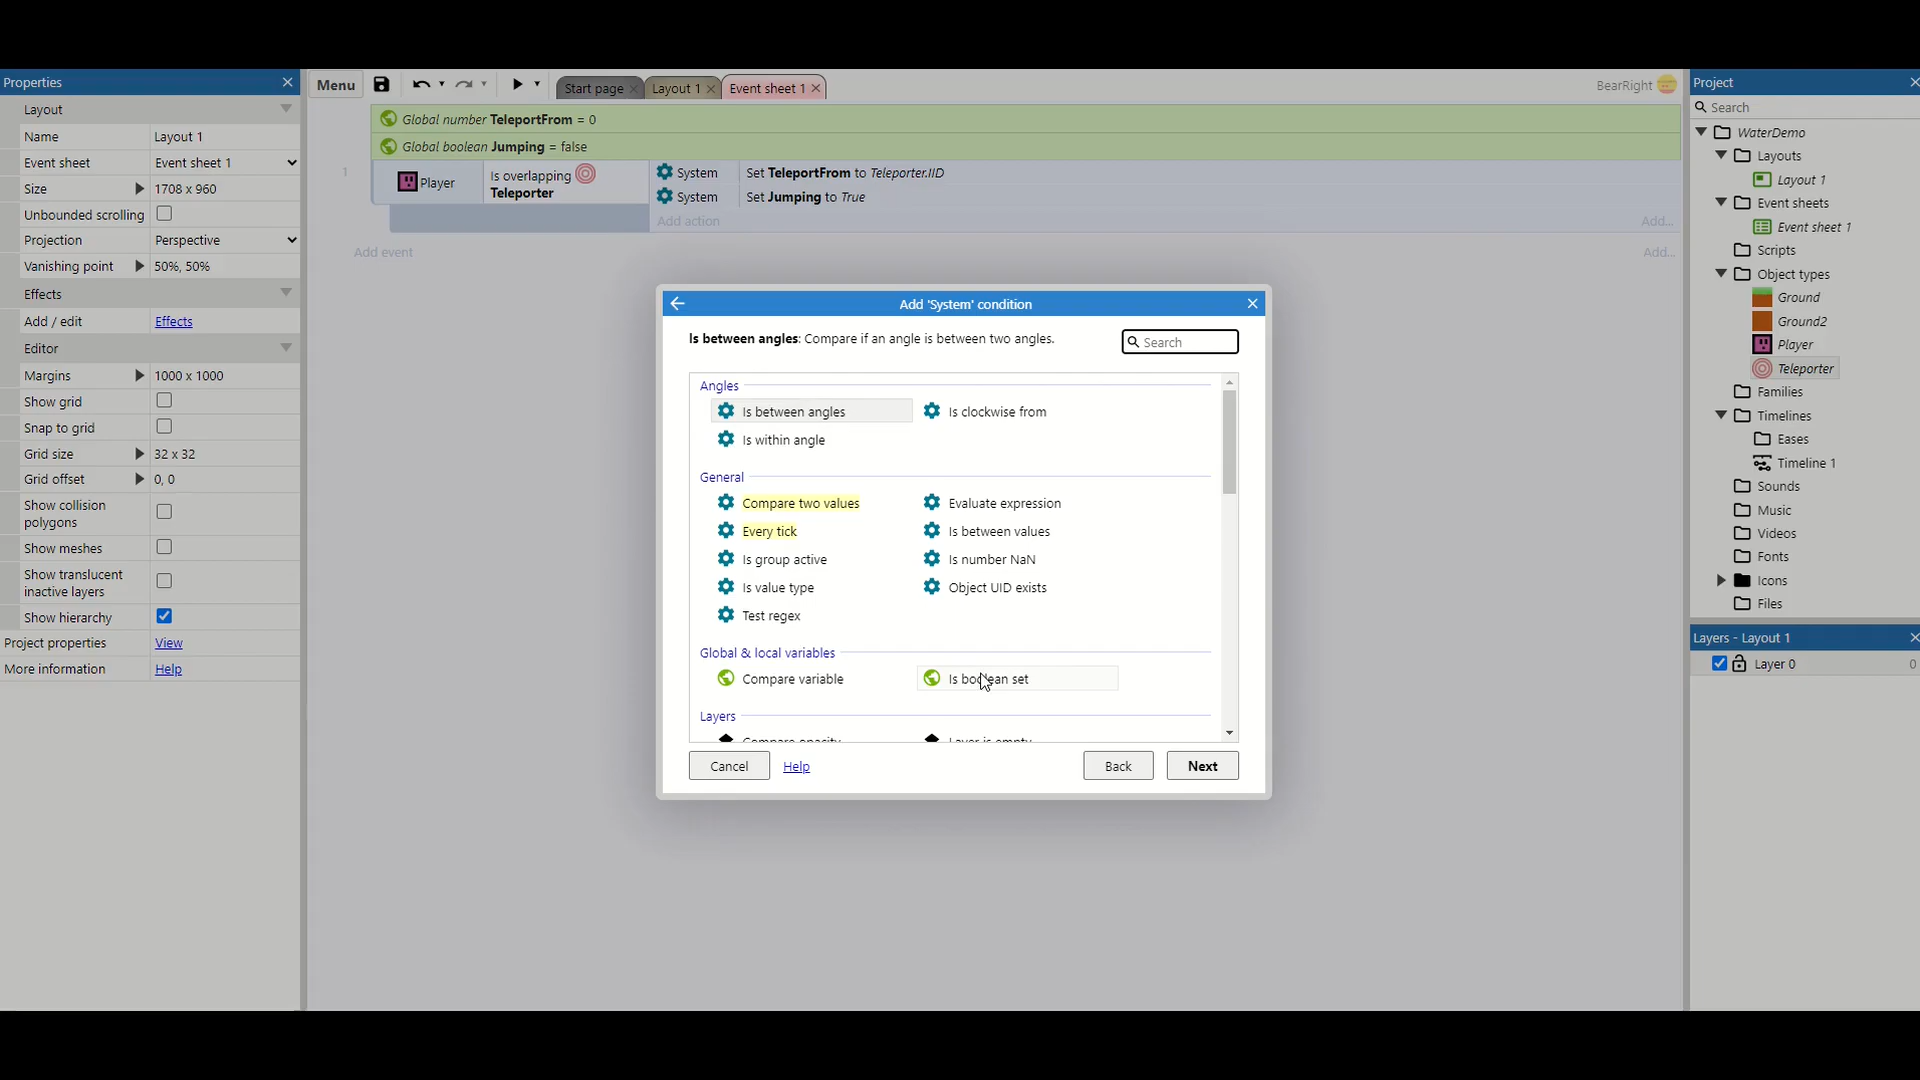 Properties
Layout
Name Layout 1
Event sheet Event sheet 1
Size 1708 x 960
Unbounded scrolling
Projection Perspective
Vanishing point 50%, 50%
Effects
Add / edit Effects
Editor
Margins 1000 x 1000
Show grid
Snap to grid
Grid size 32 x 32
Grid offset 0, 0
Show collision
polygons
Show meshes
Show translucent
inactive layers
Show hierarchy
Project properties View
More information Help
Menu
Start page
Layout 1
Event sheet 1
BearRight
Global number TeleportFrom = 0
Global boolean Jumping = false
1
Player
Is overlapping
Teleporter
System Set TeleportFrom to Teleporter.IID
System Set Jumping to True
Add action Add...
Add event Add...
Add 'System' condition
Is between angles: Compare if an angle is between two angles.
Search
Angles
Is between angles Is clockwise from
Is within angle
General
Compare two values Evaluate expression
Every tick Is between values
Is group active Is number NaN
Is value type Object UID exists
Test regex
Global & local variables
Compare variable Is boolean set
Layers
Compare opacity Layer is empty
Cancel Help Back Next
Project
Search
WaterDemo
Layouts
Layout 1
Event sheets
Event sheet 1
Scripts
Object types
Ground
Ground2
Player
Teleporter
Families
Timelines
Eases
Timeline 1
Sounds
Music
Videos
Fonts
Icons
Files
Layers - Layout 1
Layer 0 0